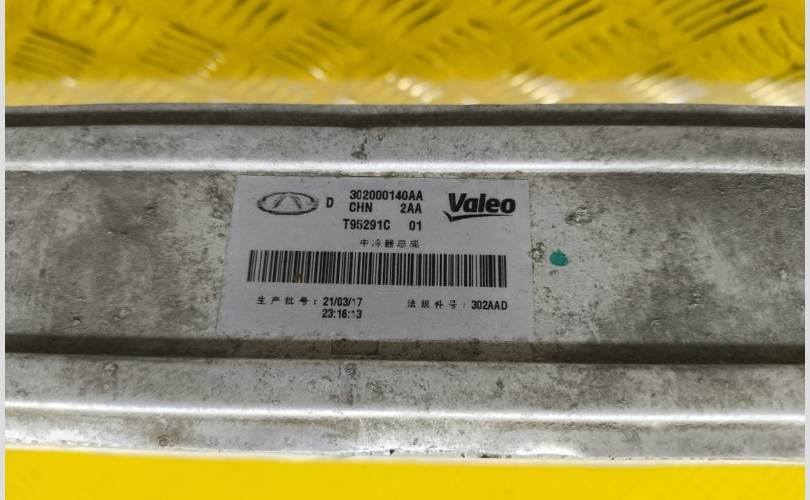 D 302000140AA Valeo
CHN 2AA
T95291C 01
中冷器总成
生产批号：21/03/17 法规件号：302AAD
23:16:13